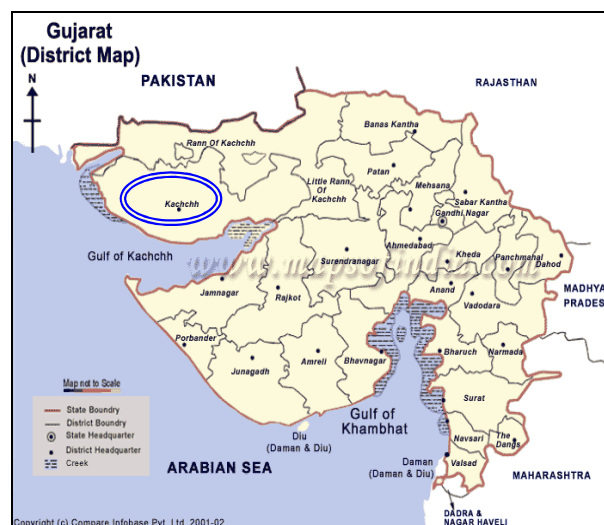 Gujarat
(District Map)
N
PAKISTAN
RAJASTHAN
Banas Kantha
Rann Of Kachchh
Patan
Little Rann
Of
Kachchh
Mehsana
Sabar Kantha
Kachchh
Gandhi Nagar
Ahmedabad
Gulf of Kachchh
Surendranagar
Kheda
Panchmahal
Dahod
www.mapsofindia.com
Jamnagar
Rajkot
Anand
Vadodara
MADHYA
PRADES
Porbander
Junagadh
Amreli
Bhavnagar
Bharuch
Narmada
Map not to Scale
State Boundry
District Boundry
State Headquarter
District Headquarter
Creek
Surat
Gulf of
Khambhat
Diu
(Daman & Diu)
Navsari
The
Dangs
Valsad
ARABIAN SEA
Daman
(Daman & Diu)
MAHARASHTRA
DADRA &
NAGAR HAVELI
Copyright (c) Compare Infobase Pvt. Ltd. 2001-02